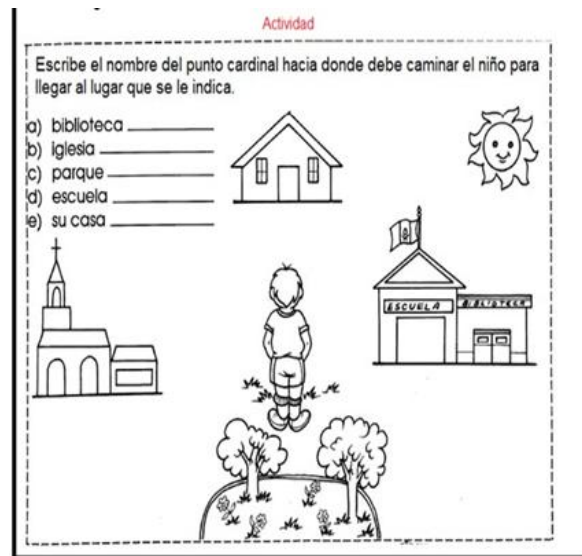 Actividad
Escribe el nombre del punto cardinal hacia donde debe caminar el niño para
llegar al lugar que se le indica.
a) biblioteca
b) iglesia
c) parque
d) escuela
e) su casa
ESCUELA
BIBLIOTECA